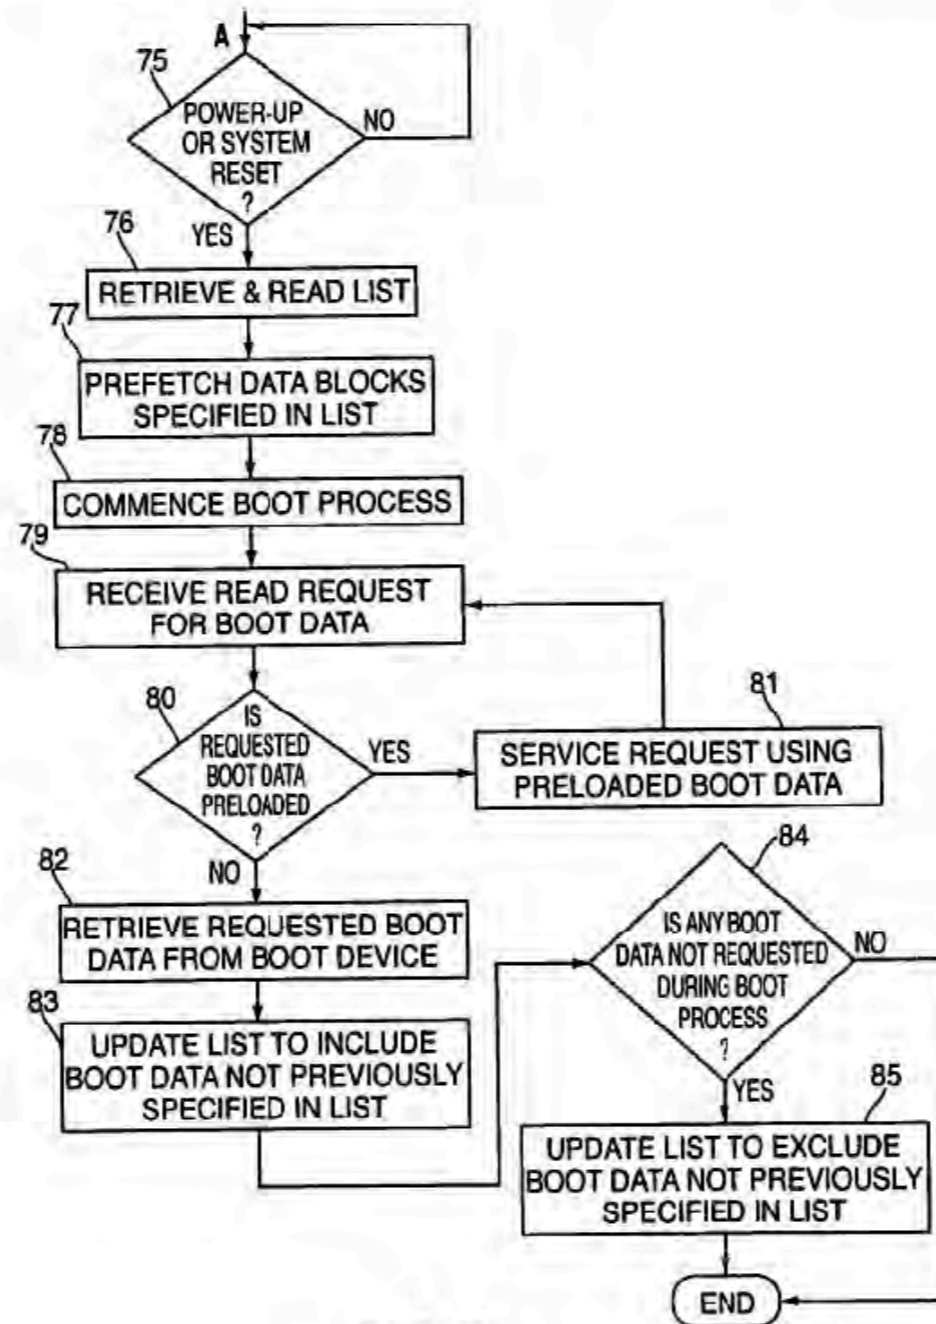 A
75
POWER-UP
OR SYSTEM
RESET
?
NO
YES
76
RETRIEVE & READ LIST
77
PREFETCH DATA BLOCKS
SPECIFIED IN LIST
78
COMMENCE BOOT PROCESS
79
RECEIVE READ REQUEST
FOR BOOT DATA
80
IS
REQUESTED
BOOT DATA
PRELOADED
?
YES
81
SERVICE REQUEST USING
PRELOADED BOOT DATA
NO
82
RETRIEVE REQUESTED BOOT
DATA FROM BOOT DEVICE
83
UPDATE LIST TO INCLUDE
BOOT DATA NOT PREVIOUSLY
SPECIFIED IN LIST
84
IS ANY BOOT
DATA NOT REQUESTED
DURING BOOT
PROCESS
?
NO
YES
85
UPDATE LIST TO EXCLUDE
BOOT DATA NOT PREVIOUSLY
SPECIFIED IN LIST
END